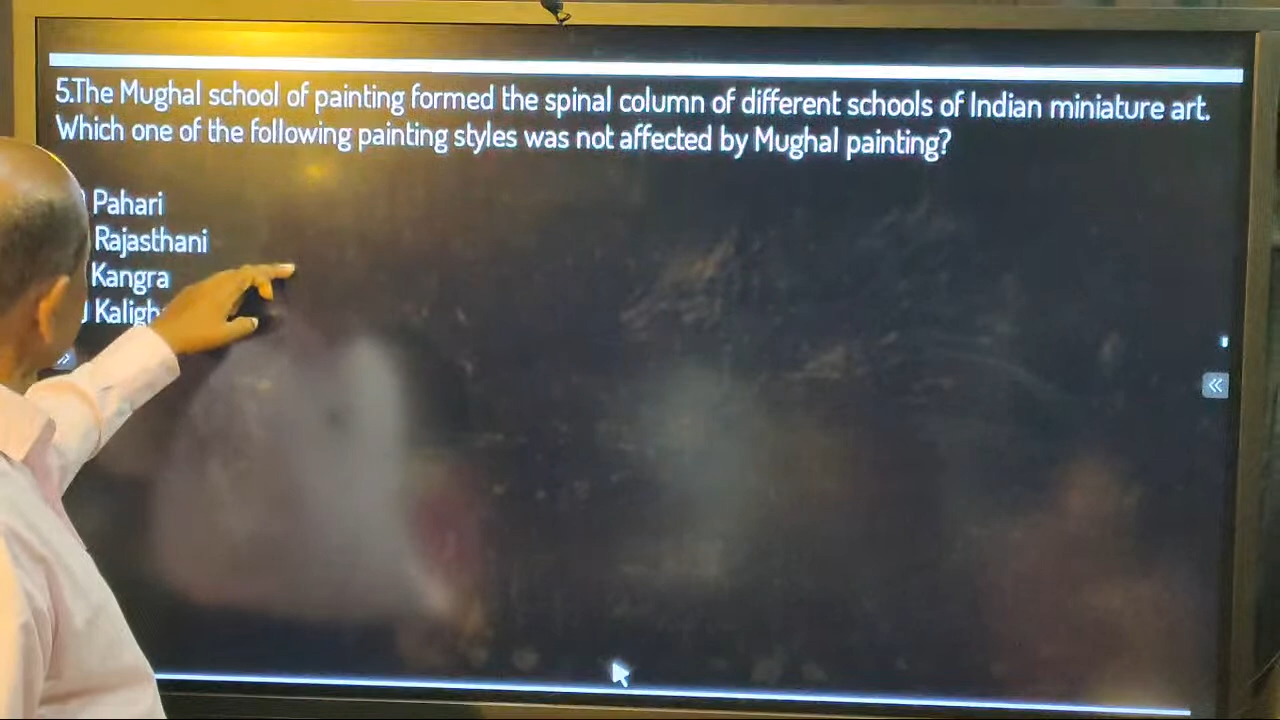 5.The Mughal school of painting formed the spinal column of different schools of Indian miniature art.
Which one of the following painting styles was not affected by Mughal painting?
Pahari
Rajasthani
Kangra